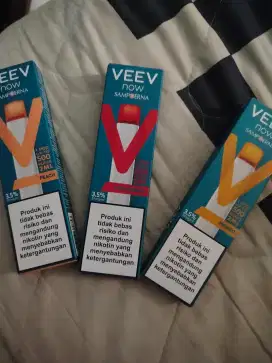 VEEV
now
SAMPOERNA
500
2ML
3.5%
PEACH
Produk ini
tidak bebas
risiko dan
mengandung
nikotin yang
menyebabkan
ketergantungan
VEEV
now
SAMPOERNA
3.5%
Produk ini
tidak bebas
risiko dan
mengandung
nikotin yang
menyebabkan
ketergantungan
VEEV
now
SAMPOERNA
3.5%
Produk ini
tidak bebas
risiko dan
mengandung
nikotin yang
menyebabkan
ketergantungan